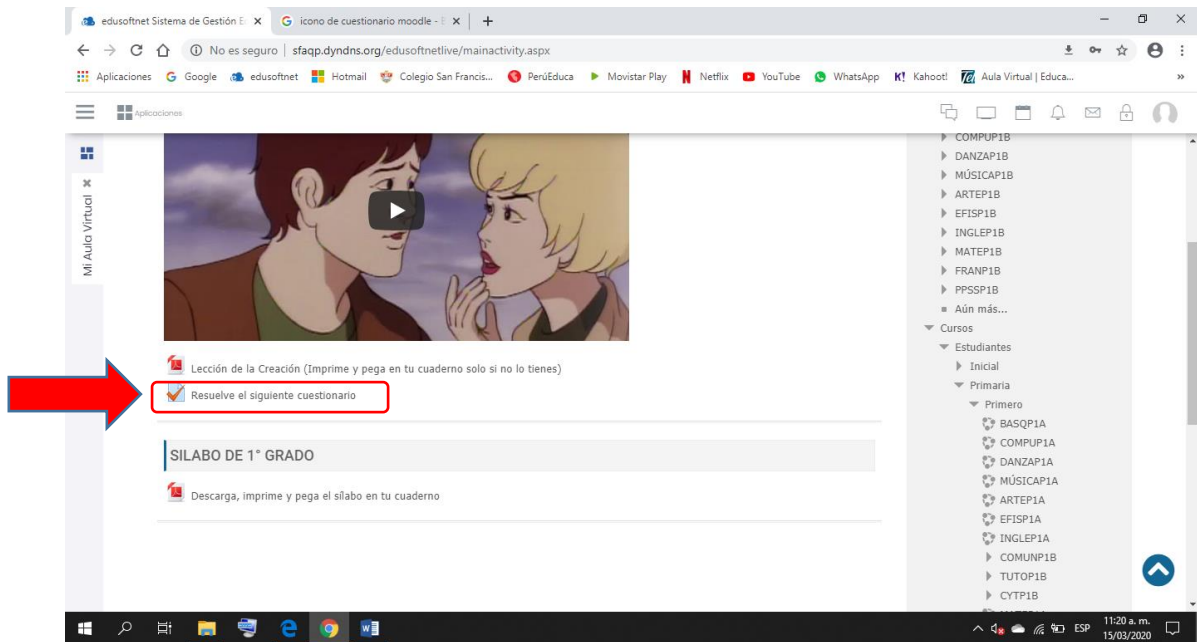 edusoftnet Sistema de Gestión E
icono de cuestionario moodle - B
No es seguro | sfaqp.dyndns.org/edusoftnetlive/mainactivity.aspx
Aplicaciones Google edusoftnet Hotmail Colegio San Francis... PerúEduca Movistar Play Netflix YouTube WhatsApp Kahoot! Aula Virtual | Educa... »
Aplicaciones
Mi Aula Virtual
Lección de la Creación (Imprime y pega en tu cuaderno solo si no lo tienes)
Resuelve el siguiente cuestionario
SILABO DE 1° GRADO
Descarga, imprime y pega el sílabo en tu cuaderno
COMPUP1B
DANZAP1B
MÚSICAP1B
ARTEP1B
EFISP1B
INGLEP1B
MATEP1B
FRANP1B
PPSSP1B
Aún más...
Cursos
Estudiantes
Inicial
Primaria
Primero
BASQP1A
COMPUP1A
DANZAP1A
MÚSICAP1A
ARTEP1A
EFISP1A
INGLEP1A
COMUNP1B
TUTOP1B
CYTP1B
ESP
11:20 a. m.
15/03/2020